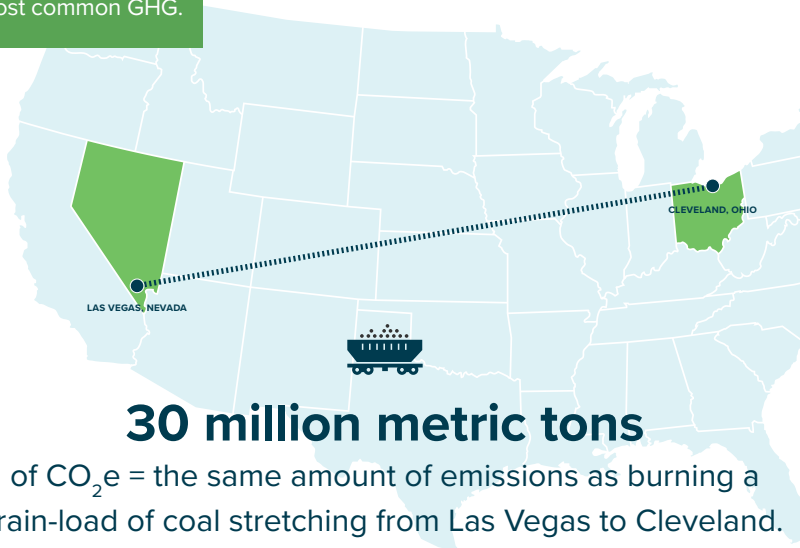 ost common GHG.
CLEVELAND, OHIO
LAS VEGAS, NEVADA
30 million metric tons
of CO₂e = the same amount of emissions as burning a
rain-load of coal stretching from Las Vegas to Cleveland.